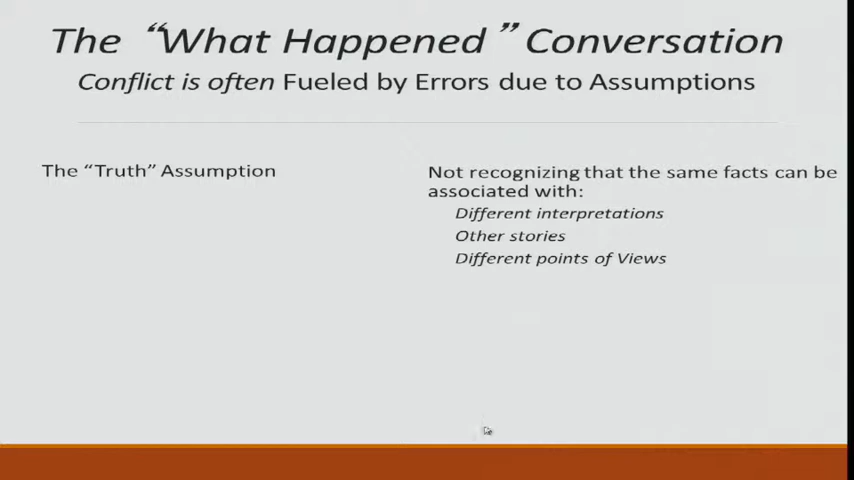 The “What Happened” Conversation
Conflict is often Fueled by Errors due to Assumptions
The “Truth” Assumption
Not recognizing that the same facts can be
associated with:
Different interpretations
Other stories
Different points of Views